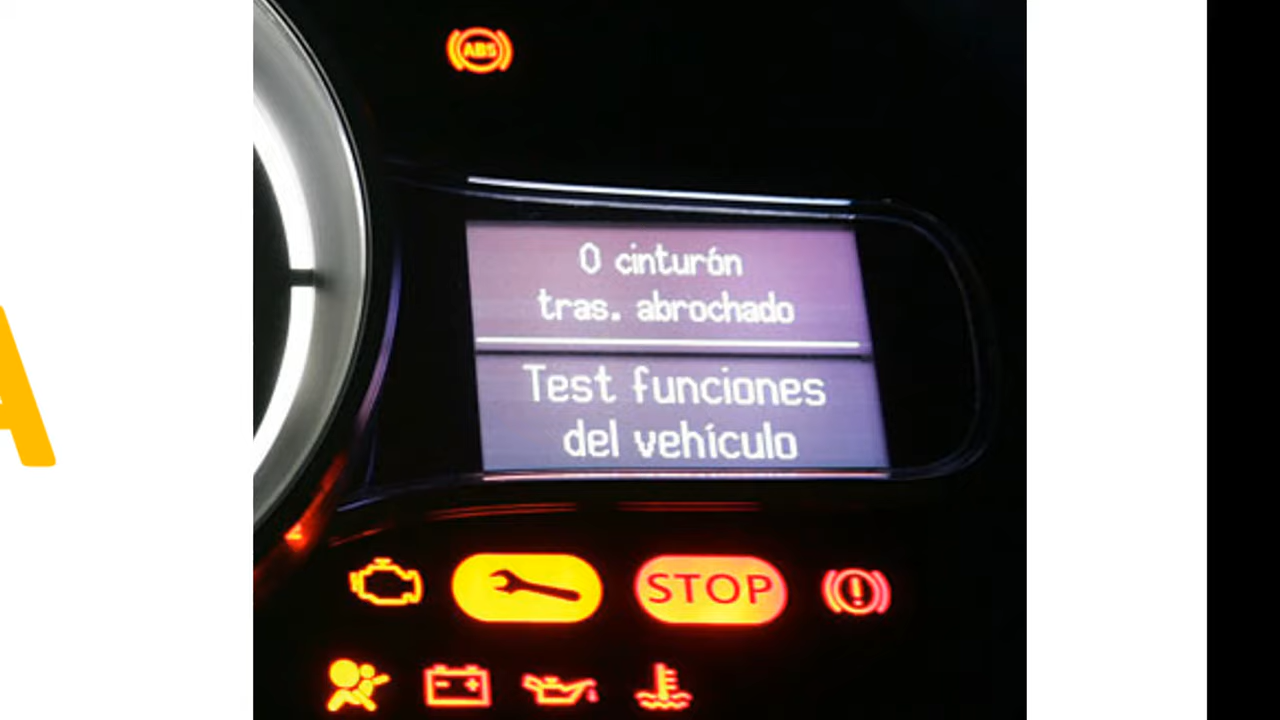 ABS
0 cinturón
tras. abrochado
Test funciones
del vehículo
STOP
A